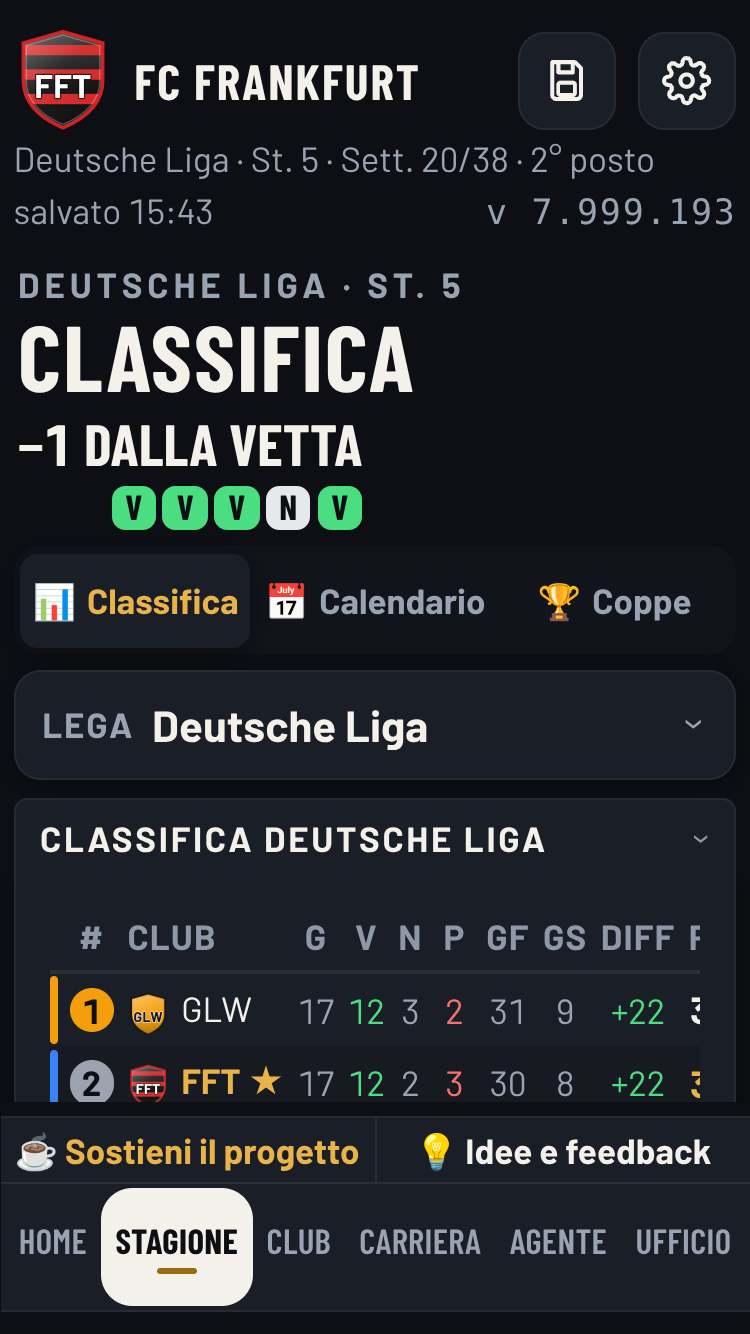 FFT FC FRANKFURT
Deutsche Liga · St. 5 · Sett. 20/38 · 2° posto
salvato 15:43 v 7.999.193
DEUTSCHE LIGA · ST. 5
CLASSIFICA
−1 DALLA VETTA
V V V N V
📊 Classifica 📅 Calendario 🏆 Coppe
LEGA Deutsche Liga
CLASSIFICA DEUTSCHE LIGA
# CLUB G V N P GF GS DIFF
1 GLW GLW 17 12 3 2 31 9 +22
2 FFT FFT ★ 17 12 2 3 30 8 +22
☕ Sostieni il progetto 💡 Idee e feedback
HOME STAGIONE CLUB CARRIERA AGENTE UFFICIO